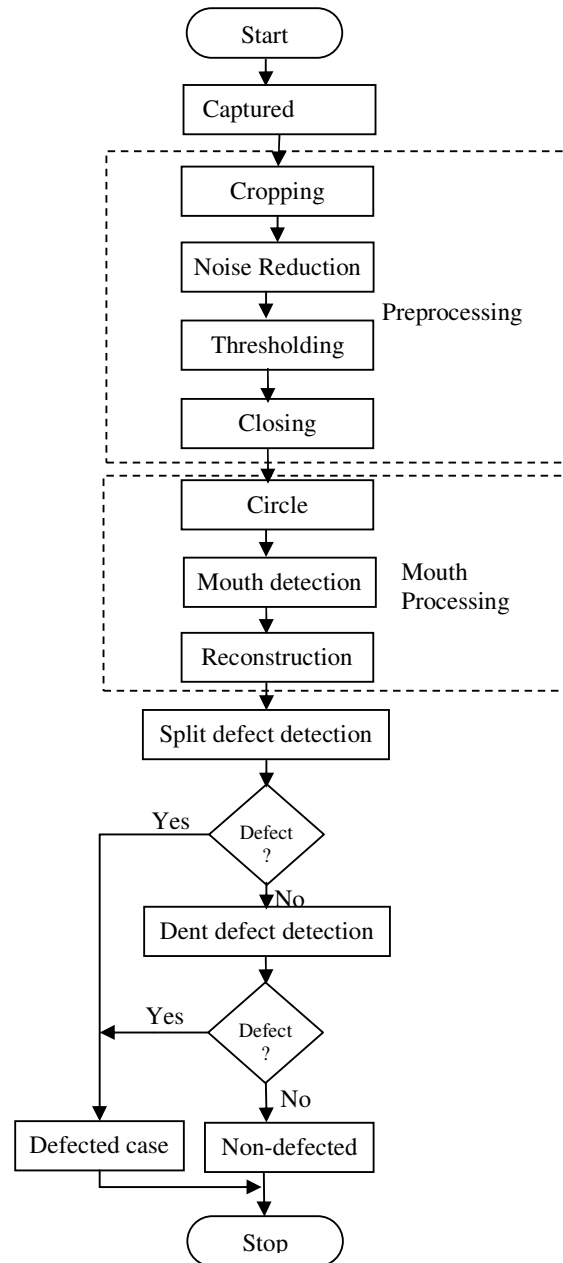 Start
Captured
Cropping
Noise Reduction
Preprocessing
Thresholding
Closing
Circle
Mouth detection
Mouth
Processing
Reconstruction
Split defect detection
Yes
Defect
?
No
Dent defect detection
Yes
Defect
?
No
Defected case
Non-defected
Stop